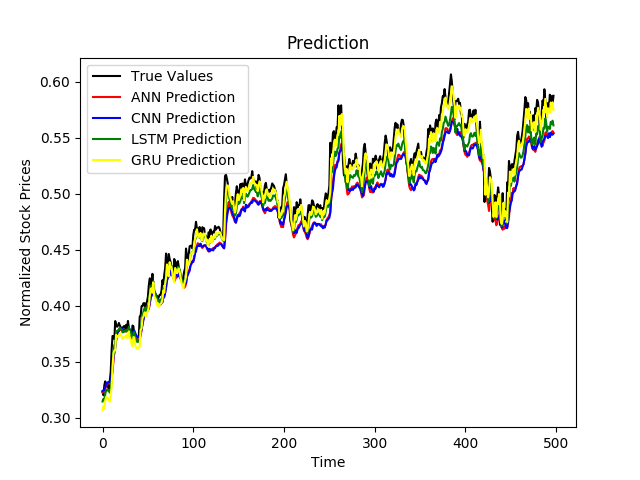 Prediction
True Values
ANN Prediction
CNN Prediction
LSTM Prediction
GRU Prediction
0.60
0.55
0.50
0.45
0.40
0.35
0.30
Normalized Stock Prices
0 100 200 300 400 500
Time